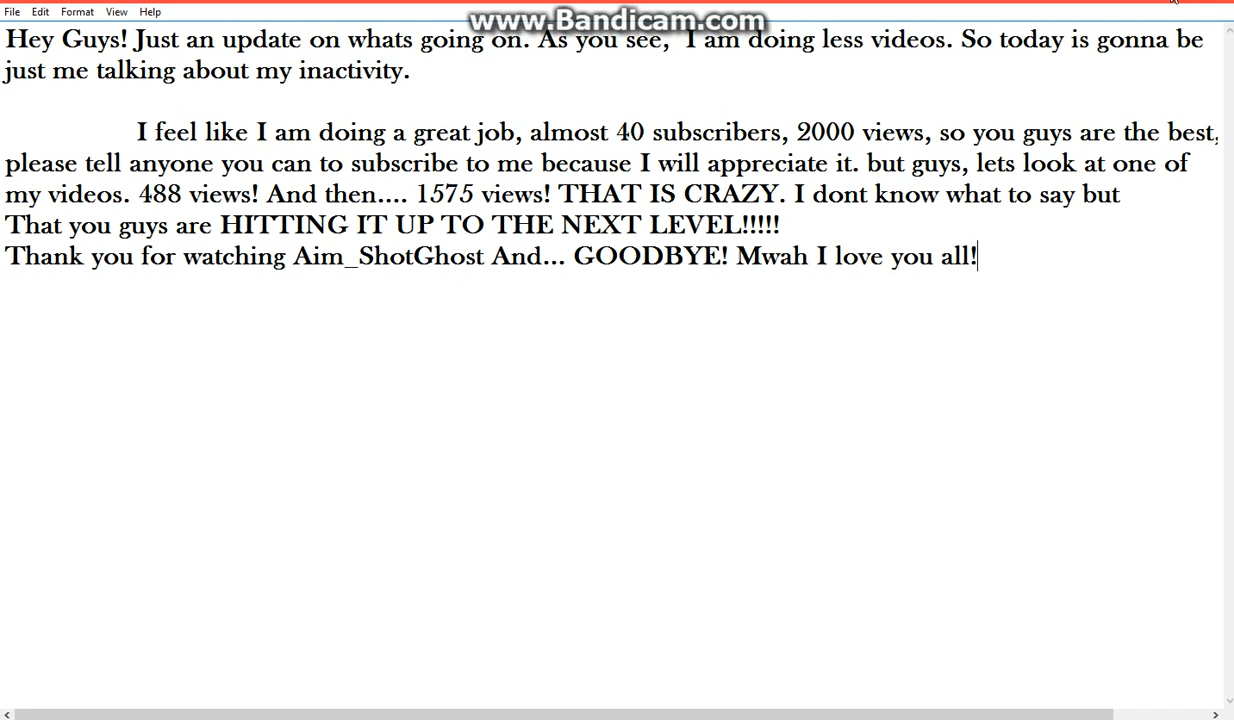 www.Bandicam.com
File Edit Format View Help
Hey Guys! Just an update on whats going on. As you see, I am doing less videos. So today is gonna be
just me talking about my inactivity.
I feel like I am doing a great job, almost 40 subscribers, 2000 views, so you guys are the best,
please tell anyone you can to subscribe to me because I will appreciate it. but guys, lets look at one of
my videos. 488 views! And then.... 1575 views! THAT IS CRAZY. I dont know what to say but
That you guys are HITTING IT UP TO THE NEXT LEVEL!!!!!
Thank you for watching Aim_ShotGhost And... GOODBYE! Mwah I love you all!